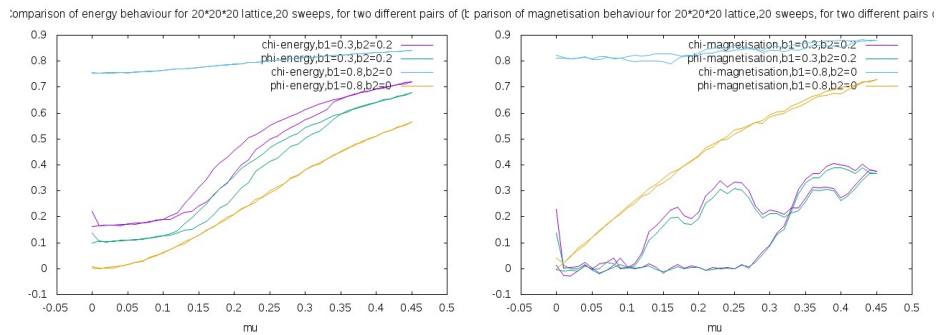 Comparison of energy behaviour for 20*20*20 lattice,20 sweeps, for two different pairs of (b
parison of magnetisation behaviour for 20*20*20 lattice,20 sweeps, for two different pairs o
0.9
0.8
0.7
0.6
0.5
0.4
0.3
0.2
0.1
0
-0.1
chi-energy,b1=0.3,b2=0.2
phi-energy,b1=0.3,b2=0.2
chi-energy,b1=0.8,b2=0
phi-energy,b1=0.8,b2=0
-0.05 0 0.05 0.1 0.15 0.2 0.25 0.3 0.35 0.4 0.45 0.5
mu
0.9
0.8
0.7
0.6
0.5
0.4
0.3
0.2
0.1
0
-0.1
chi-magnetisation,b1=0.3,b2=0.2
phi-magnetisation,b1=0.3,b2=0.2
chi-magnetisation,b1=0.8,b2=0
phi-magnetisation,b1=0.8,b2=0
-0.05 0 0.05 0.1 0.15 0.2 0.25 0.3 0.35 0.4 0.45 0.5
mu